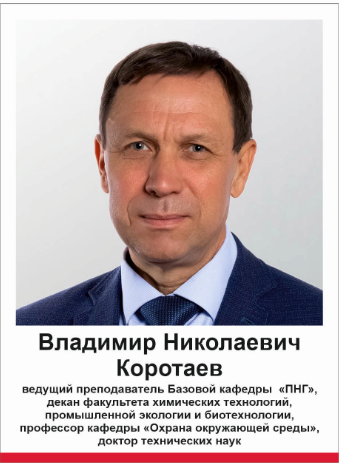 Владимир Николаевич
Коротаев
ведущий преподаватель Базовой кафедры «ПНГ»,
декан факультета химических технологий,
промышленной экологии и биотехнологии,
профессор кафедры «Охрана окружающей среды»,
доктор технических наук